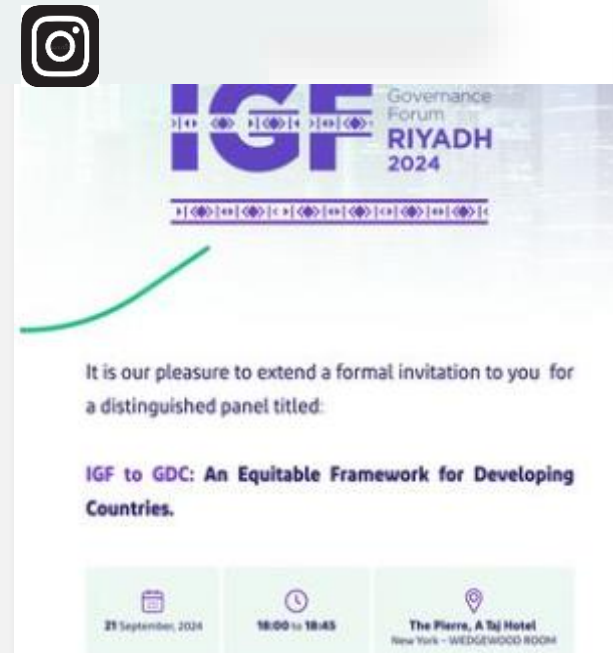 IGF
Governance
Forum
RIYADH
2024
It is our pleasure to extend a formal invitation to you for
a distinguished panel titled:
IGF to GDC: An Equitable Framework for Developing
Countries.
21 September, 2024
18:00 to 18:45
The Pierre, A Taj Hotel
New York - WEDGEWOOD ROOM